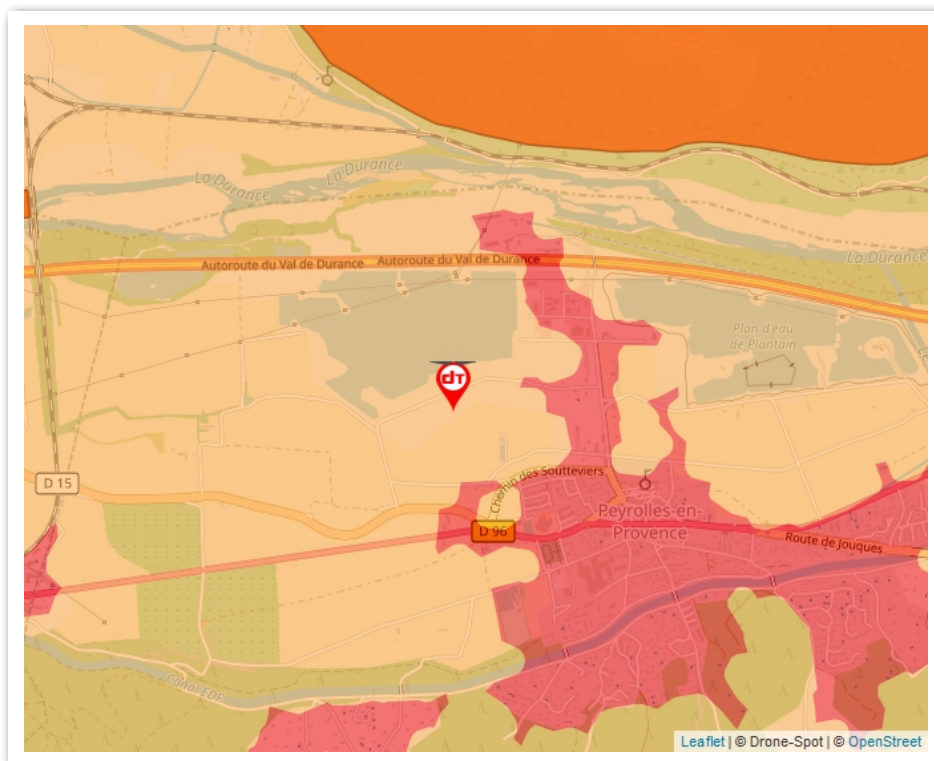 La Durance
La Durance
La Durance
Autoroute du Val de Durance
Autoroute du Val de Durance
Plan d'eau
de Plantain
dT
D 15
Chemin des Soutteviers
Peyrolles-en-
Provence
D 96
Route de Jouques
Canal EDF
Leaflet | © Drone-Spot | © OpenStreet